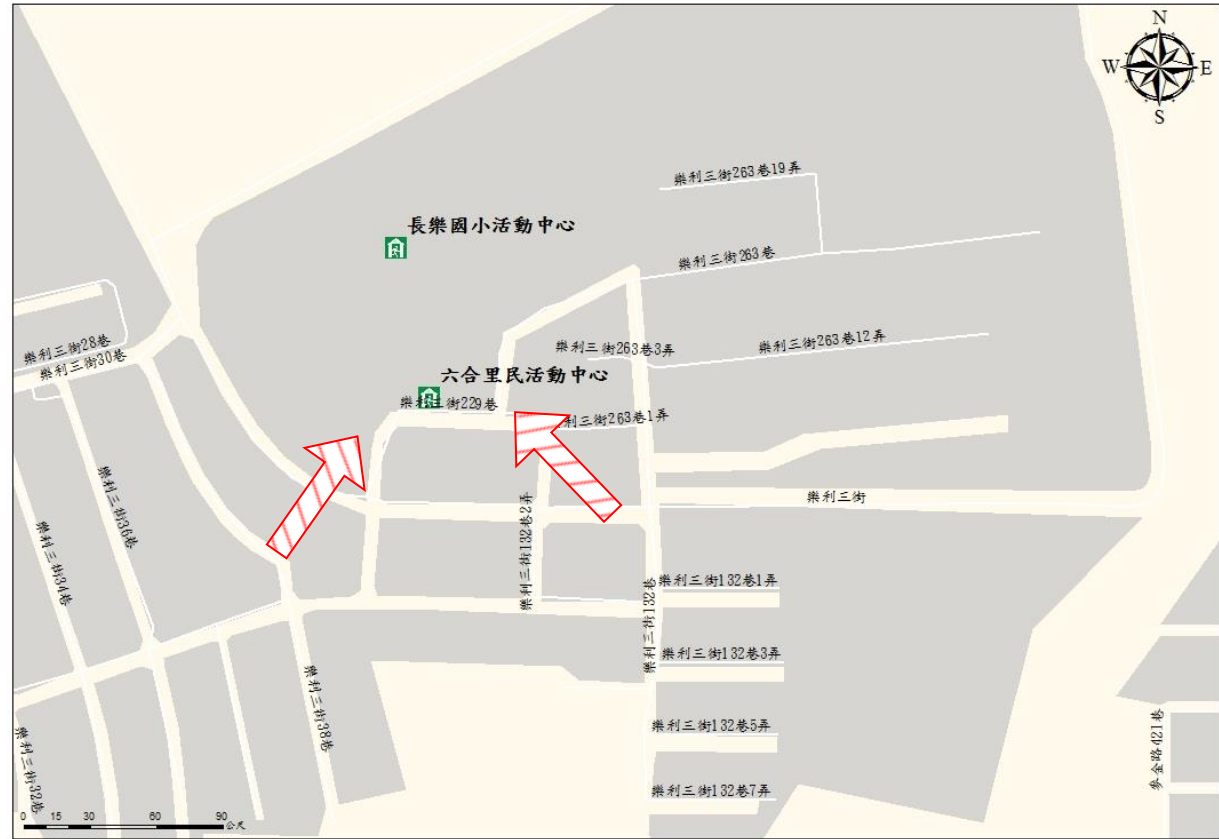 N
W E
S
樂利三街263巷19弄
長樂國小活動中心
樂利三街263巷
樂利三街28巷
樂利三街30巷
樂利三街263巷3弄
樂利三街263巷12弄
六合里民活動中心
樂利三街229巷
利三街263巷1弄
樂利三街
樂利三街36巷
樂利三街34巷
樂利三街132巷2弄
樂利三街132巷
樂利三街132巷1弄
樂利三街132巷3弄
樂利三街38巷
樂利三街132巷5弄
樂利三街32巷
樂利三街132巷7弄
麥金路421巷
0 15 30 60 90
公尺